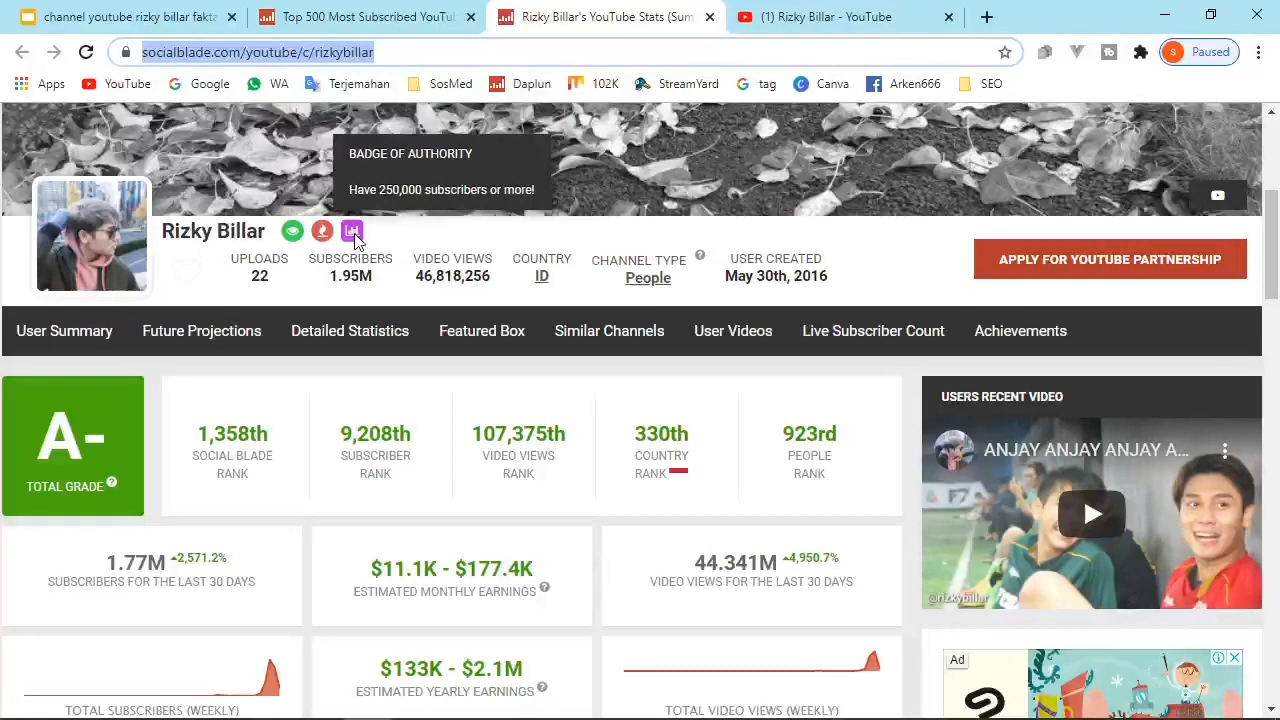 channel youtube rizky billar fakta
Top 500 Most Subscribed YouTu
Rizky Billar's YouTube Stats (Sum
(1) Rizky Billar - YouTube
socialblade.com/youtube/c/rizkybillar
S Paused
Apps
YouTube
Google
WA
Terjemahan
Sosmed
Daplun
102K
StreamYard
tag
Canva
Arken666
SEO
BADGE OF AUTHORITY
Have 250,000 subscribers or more!
Rizky Billar
UPLOADS
22
SUBSCRIBERS
1.95M
VIDEO VIEWS
46,818,256
COUNTRY
ID
CHANNEL TYPE
People
USER CREATED
May 30th, 2016
APPLY FOR YOUTUBE PARTNERSHIP
User Summary
Future Projections
Detailed Statistics
Featured Box
Similar Channels
User Videos
Live Subscriber Count
Achievements
A-
TOTAL GRADE
1,358th
SOCIAL BLADE
RANK
9,208th
SUBSCRIBER
RANK
107,375th
VIDEO VIEWS
RANK
330th
COUNTRY
RANK
923rd
PEOPLE
RANK
USERS RECENT VIDEO
ANJAY ANJAY ANJAY A...
@rizkybillar
1.77M 2,571.2%
SUBSCRIBERS FOR THE LAST 30 DAYS
$11.1K - $177.4K
ESTIMATED MONTHLY EARNINGS
44.341M 4,950.7%
VIDEO VIEWS FOR THE LAST 30 DAYS
TOTAL SUBSCRIBERS (WEEKLY)
$133K - $2.1M
ESTIMATED YEARLY EARNINGS
TOTAL VIDEO VIEWS (WEEKLY)
Ad